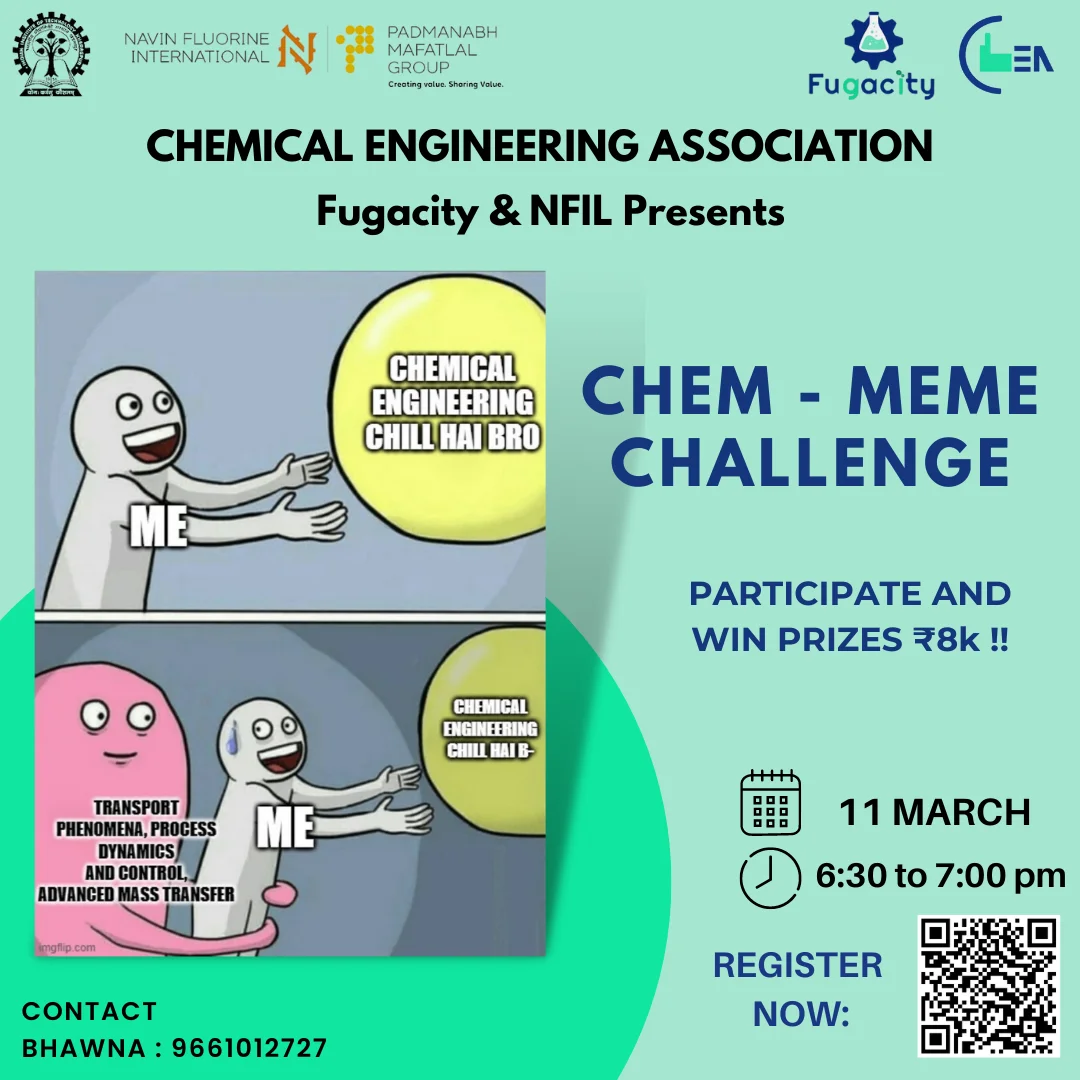 NAVIN FLUORINE
INTERNATIONAL
PADMANABH
MAFATLAL
GROUP
Creating value. Sharing Value.
Fugacity
CHEMICAL ENGINEERING ASSOCIATION
Fugacity & NFIL Presents
CHEMICAL
ENGINEERING
CHILL HAI BRO
ME
CHEMICAL
ENGINEERING
CHILL HAI B-
TRANSPORT
PHENOMENA, PROCESS
DYNAMICS
AND CONTROL,
ADVANCED MASS TRANSFER
ME
imgflip.com
CHEM - MEME
CHALLENGE
PARTICIPATE AND
WIN PRIZES ₹8k !!
11 MARCH
6:30 to 7:00 pm
REGISTER
NOW:
CONTACT
BHAWNA : 9661012727